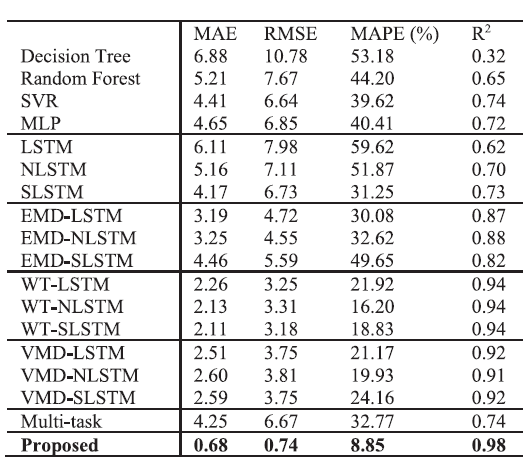 MAE RMSE MAPE (%) R²
Decision Tree 6.88 10.78 53.18 0.32
Random Forest 5.21 7.67 44.20 0.65
SVR 4.41 6.64 39.62 0.74
MLP 4.65 6.85 40.41 0.72
LSTM 6.11 7.98 59.62 0.62
NLSTM 5.16 7.11 51.87 0.70
SLSTM 4.17 6.73 31.25 0.73
EMD-LSTM 3.19 4.72 30.08 0.87
EMD-NLSTM 3.25 4.55 32.62 0.88
EMD-SLSTM 4.46 5.59 49.65 0.82
WT-LSTM 2.26 3.25 21.92 0.94
WT-NLSTM 2.13 3.31 16.20 0.94
WT-SLSTM 2.11 3.18 18.83 0.94
VMD-LSTM 2.51 3.75 21.17 0.92
VMD-NLSTM 2.60 3.81 19.93 0.91
VMD-SLSTM 2.59 3.75 24.16 0.92
Multi-task 4.25 6.67 32.77 0.74
Proposed 0.68 0.74 8.85 0.98